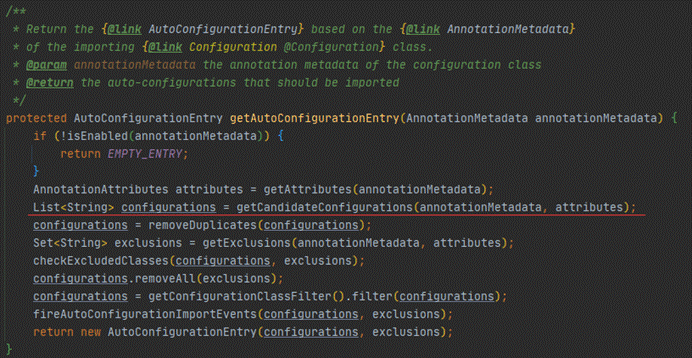 /**
* Return the {@link AutoConfigurationEntry} based on the {@link AnnotationMetadata}
* of the importing {@link Configuration @Configuration} class.
* @param annotationMetadata the annotation metadata of the configuration class
* @return the auto-configurations that should be imported
*/
protected AutoConfigurationEntry getAutoConfigurationEntry(AnnotationMetadata annotationMetadata) {
if (!isEnabled(annotationMetadata)) {
return EMPTY_ENTRY;
}
AnnotationAttributes attributes = getAttributes(annotationMetadata);
List<String> configurations = getCandidateConfigurations(annotationMetadata, attributes);
configurations = removeDuplicates(configurations);
Set<String> exclusions = getExclusions(annotationMetadata, attributes);
checkExcludedClasses(configurations, exclusions);
configurations.removeAll(exclusions);
configurations = getConfigurationClassFilter().filter(configurations);
fireAutoConfigurationImportEvents(configurations, exclusions);
return new AutoConfigurationEntry(configurations, exclusions);
}